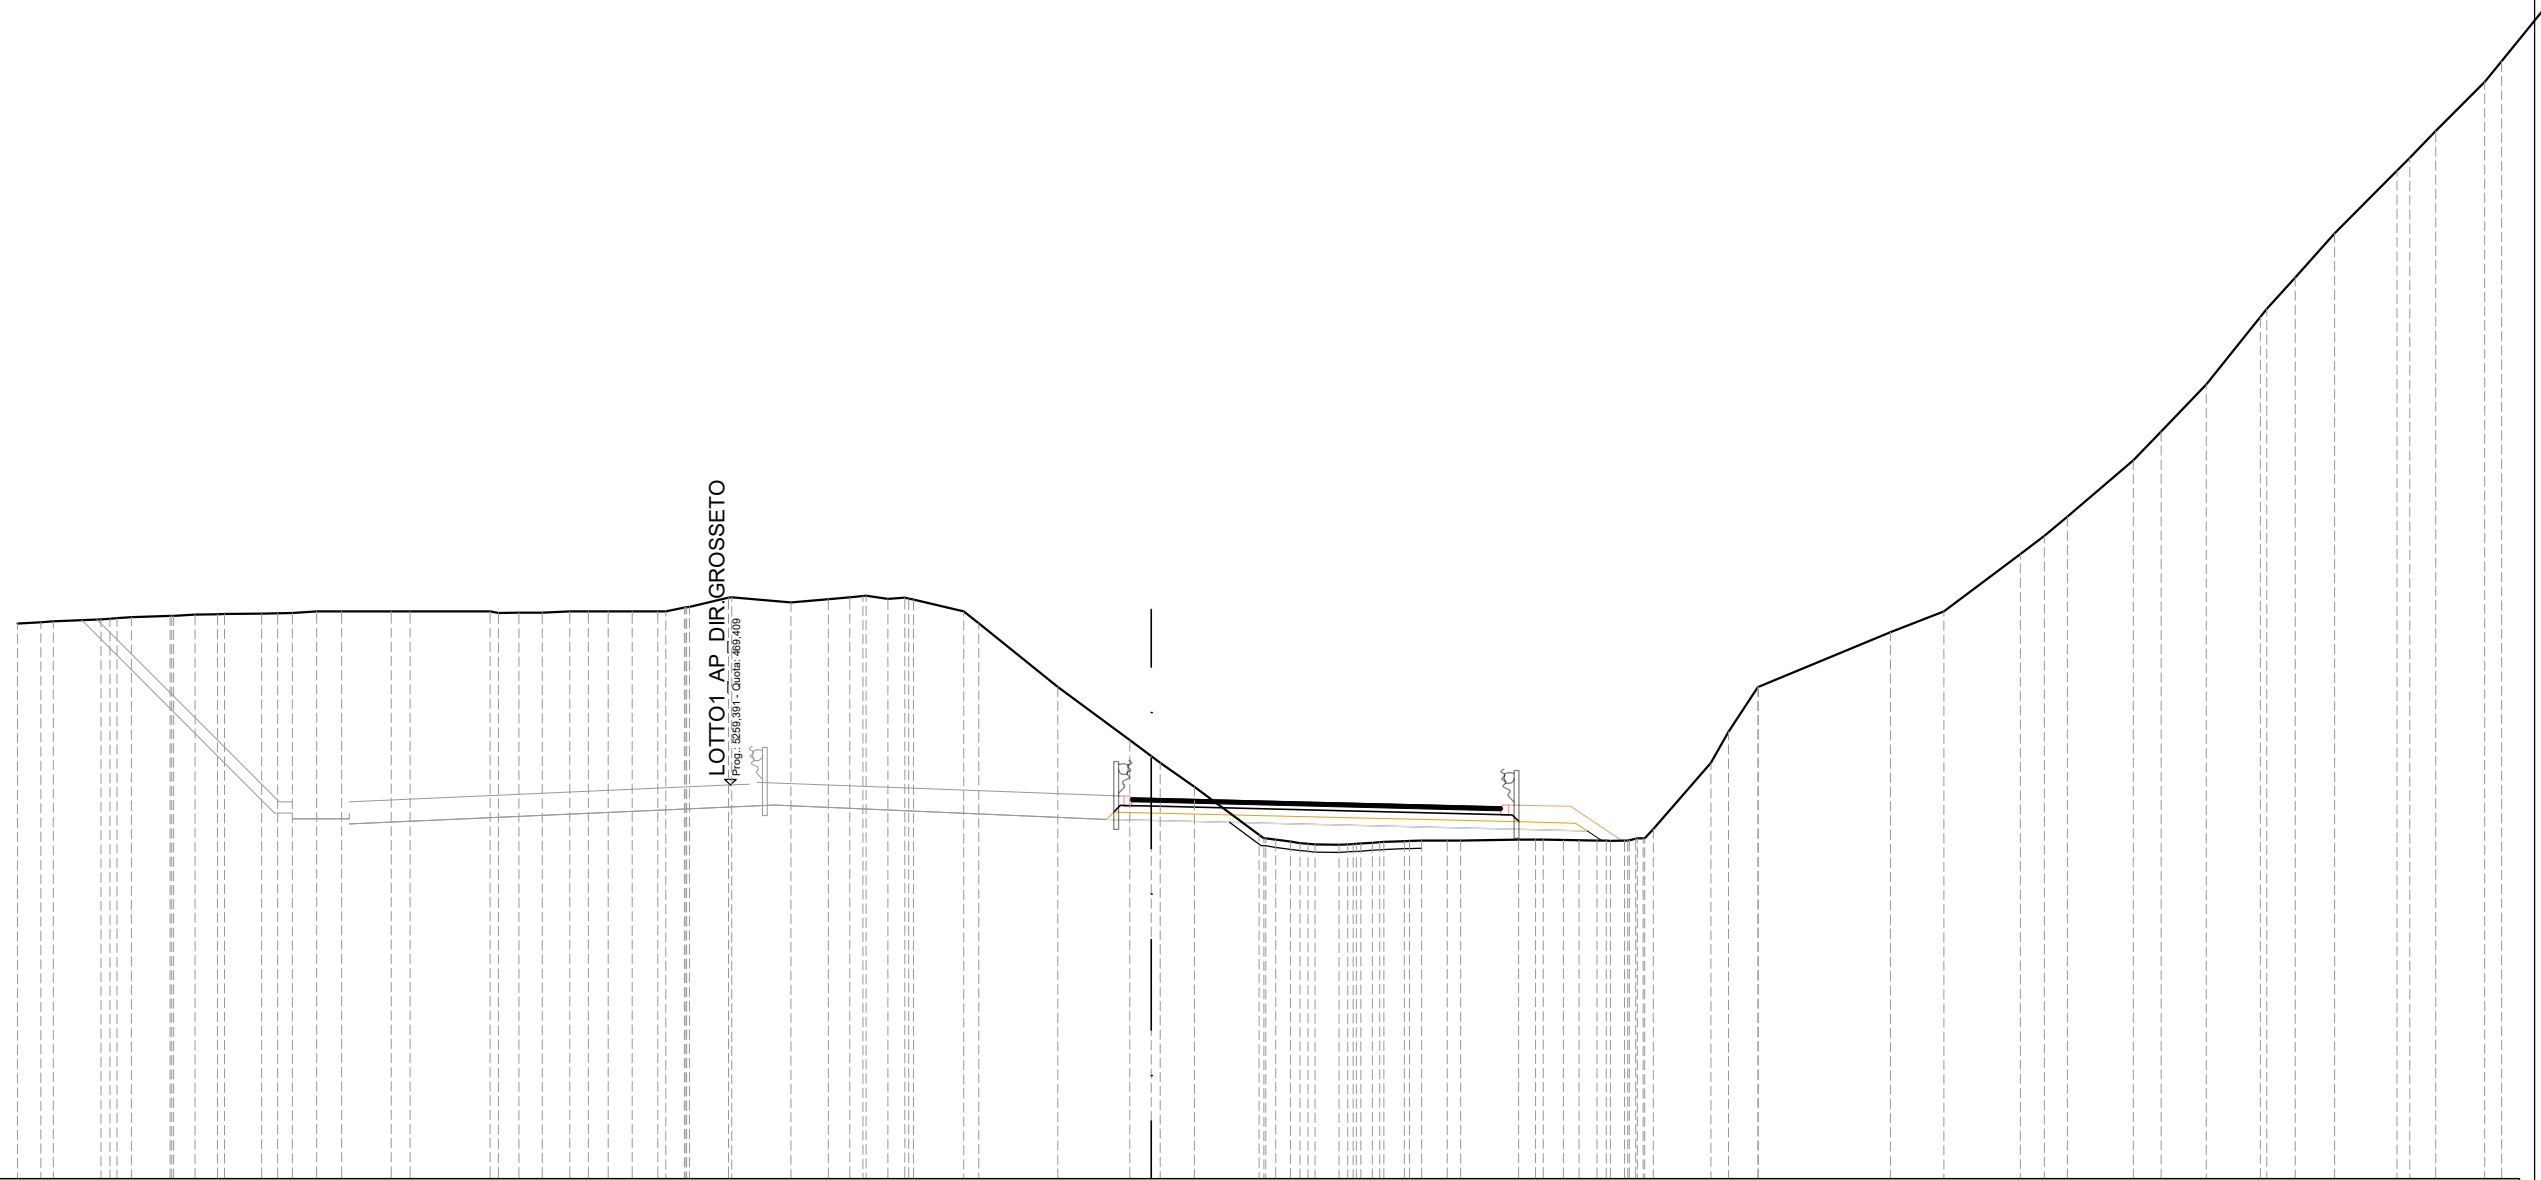 LOTTO1_AP_DIR.GROSSETO
Prog.: 5259,391 - Quota: 469,409